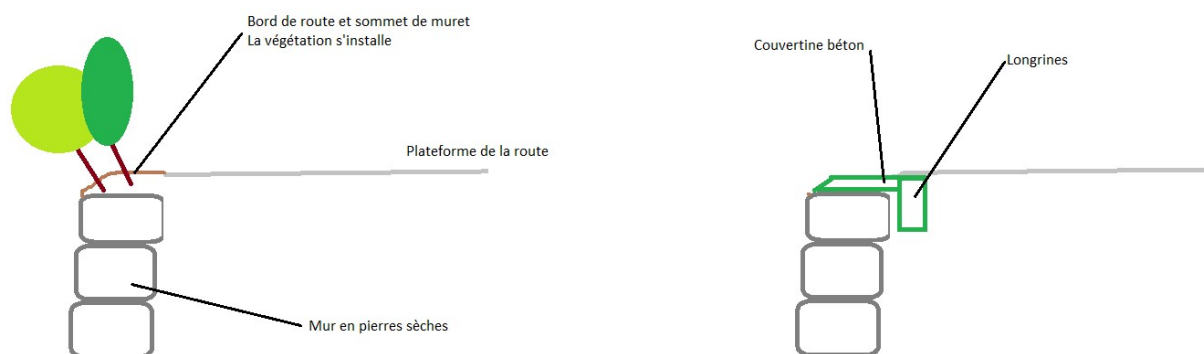 Bord de route et sommet de muret
La végétation s'installe
Plateforme de la route
Mur en pierres sèches
Couvertine béton
Longrines